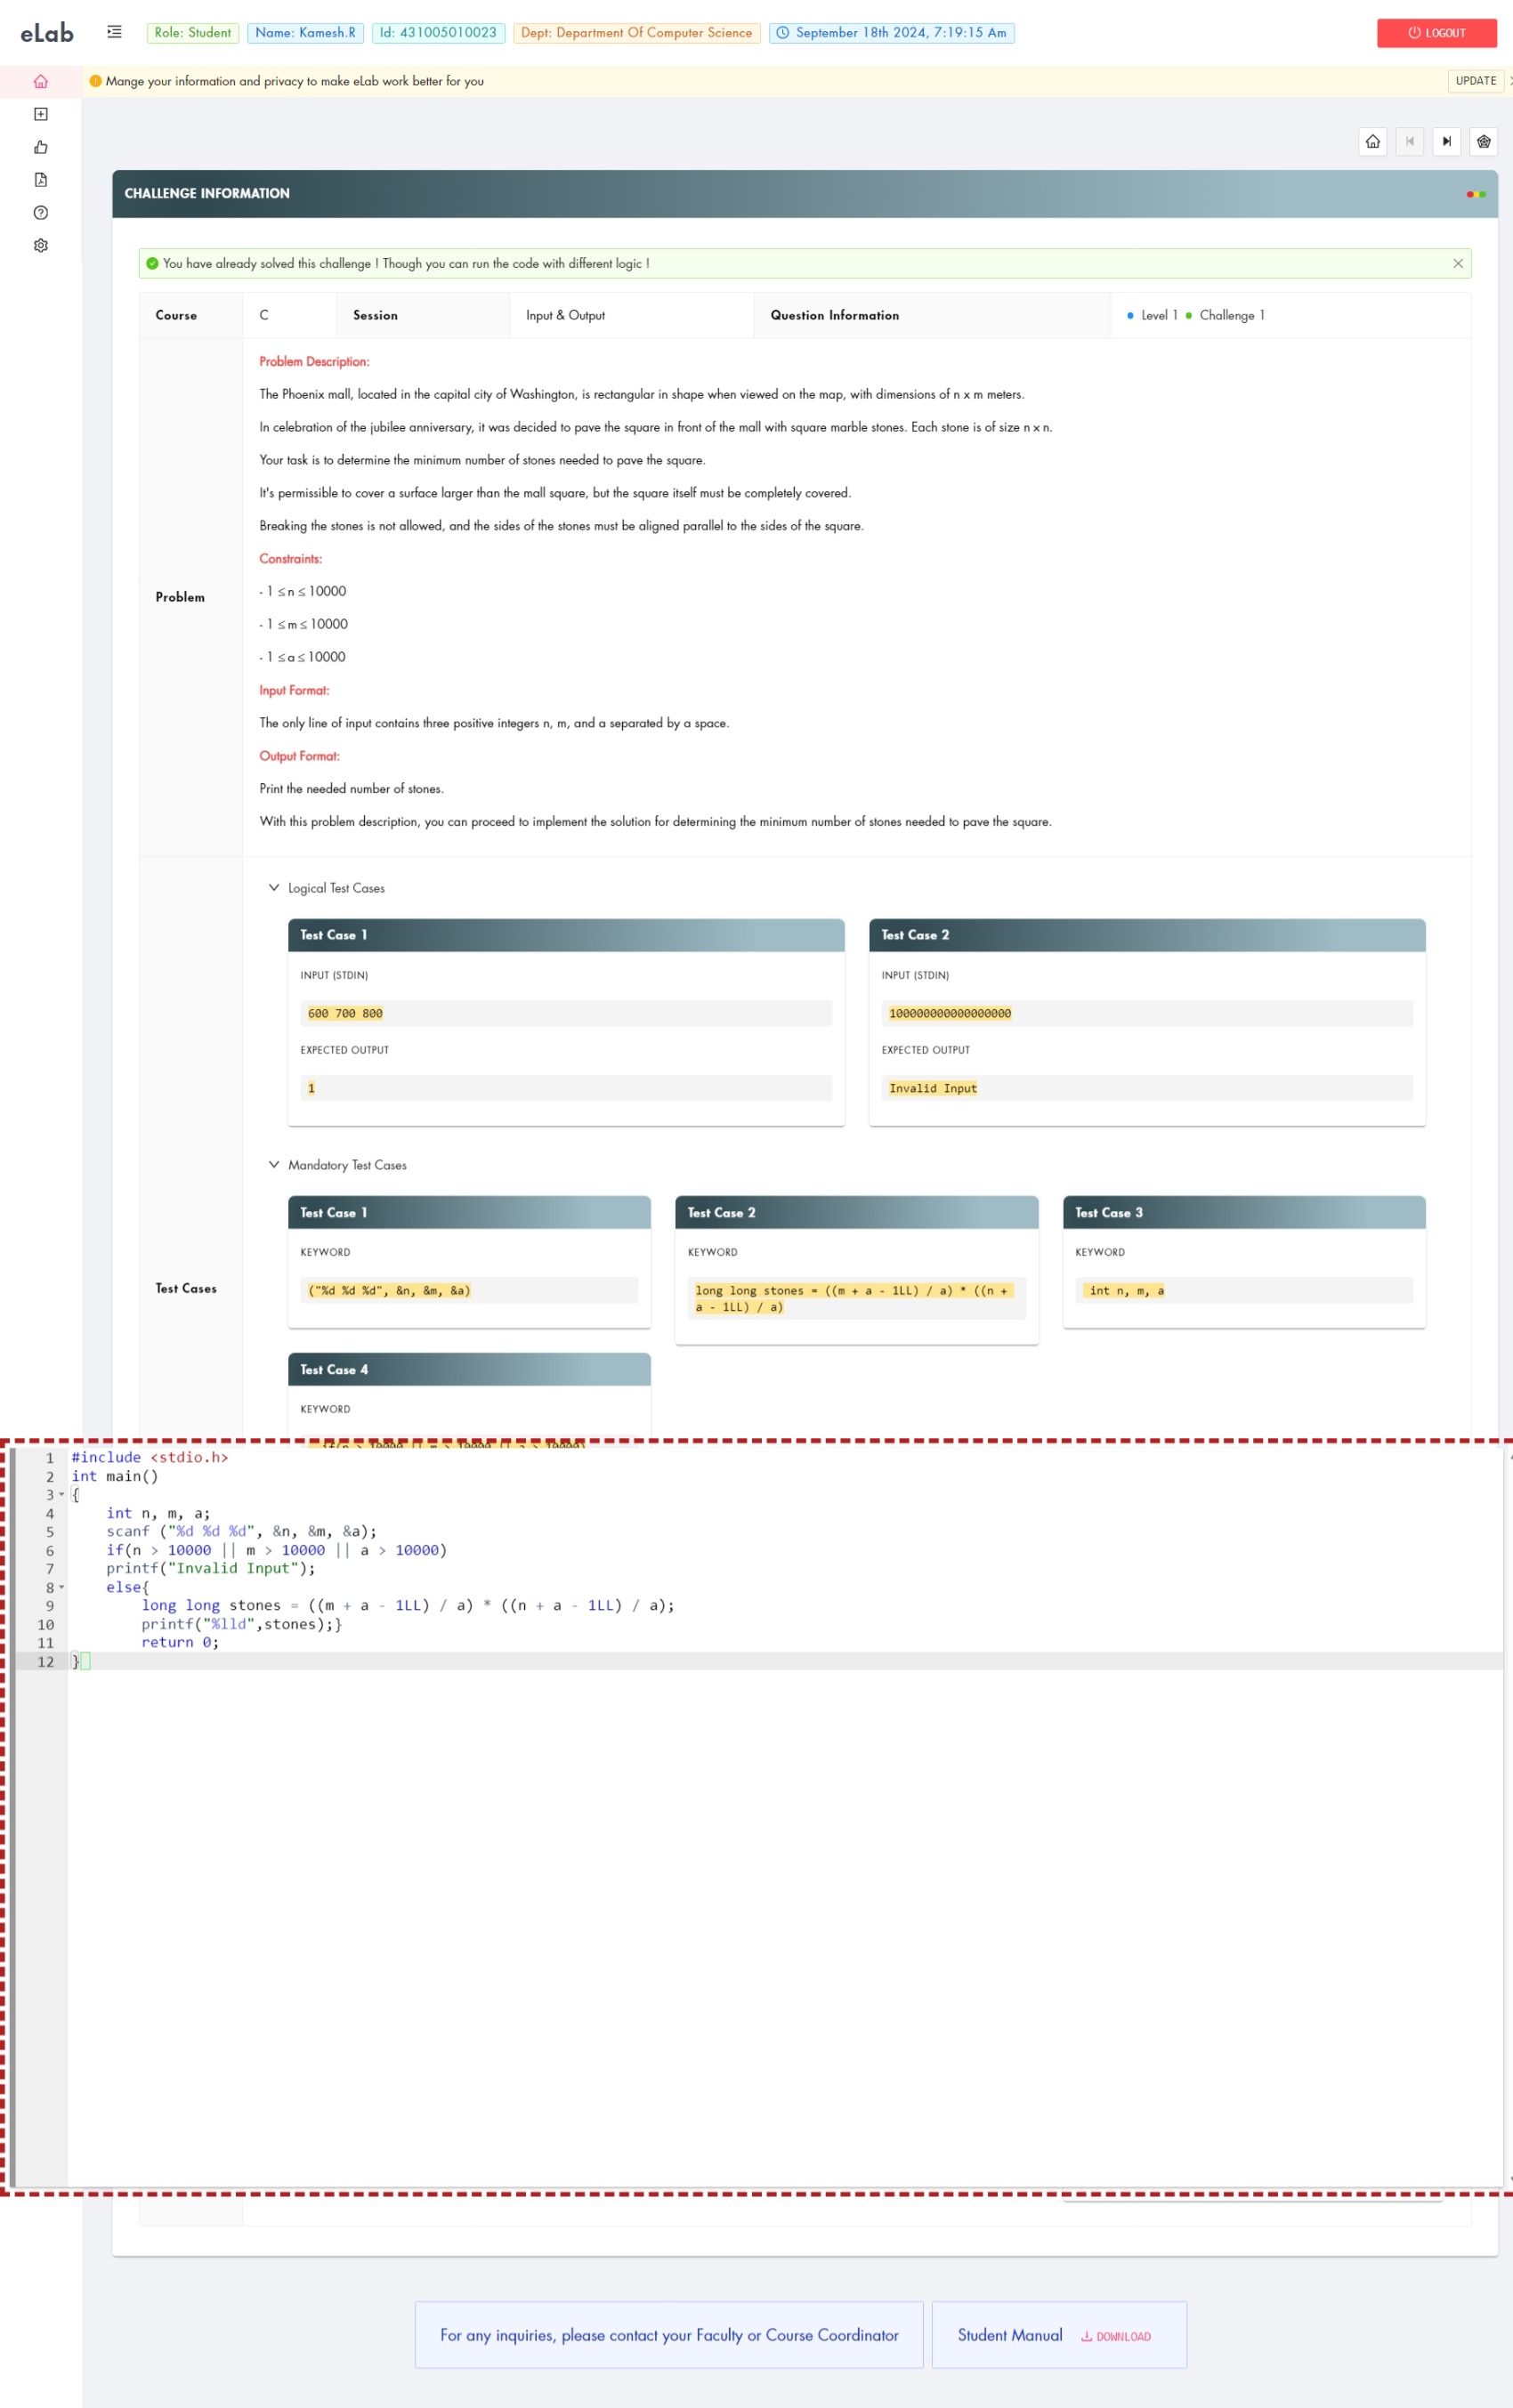 eLab
Role: Student
Name: Kamesh.R
Id: 431005010023
Dept: Department Of Computer Science
September 18th 2024, 7:19:15 Am
LOGOUT
Mange your information and privacy to make eLab work better for you
UPDATE
CHALLENGE INFORMATION
You have already solved this challenge ! Though you can run the code with different logic !
Course
C
Session
Input & Output
Question Information
Level 1
Challenge 1
Problem
Problem Description:
The Phoenix mall, located in the capital city of Washington, is rectangular in shape when viewed on the map, with dimensions of n x m meters.
In celebration of the jubilee anniversary, it was decided to pave the square in front of the mall with square marble stones. Each stone is of size n x n.
Your task is to determine the minimum number of stones needed to pave the square.
It's permissible to cover a surface larger than the mall square, but the square itself must be completely covered.
Breaking the stones is not allowed, and the sides of the stones must be aligned parallel to the sides of the square.
Constraints:
- 1 ≤ n ≤ 10000
- 1 ≤ m ≤ 10000
- 1 ≤ a ≤ 10000
Input Format:
The only line of input contains three positive integers n, m, and a separated by a space.
Output Format:
Print the needed number of stones.
With this problem description, you can proceed to implement the solution for determining the minimum number of stones needed to pave the square.
Test Cases
Logical Test Cases
Test Case 1
INPUT (STDIN)
600 700 800
EXPECTED OUTPUT
1
Test Case 2
INPUT (STDIN)
100000000000000000
EXPECTED OUTPUT
Invalid Input
Mandatory Test Cases
Test Case 1
KEYWORD
("%d %d %d", &n, &m, &a)
Test Case 2
KEYWORD
long long stones = ((m + a - 1LL) / a) * ((n +
a - 1LL) / a)
Test Case 3
KEYWORD
int n, m, a
Test Case 4
KEYWORD
if(n > 10000 || m > 10000 || a > 10000)
1 #include <stdio.h>
2 int main()
3 {
4 int n, m, a;
5 scanf ("%d %d %d", &n, &m, &a);
6 if(n > 10000 || m > 10000 || a > 10000)
7 printf("Invalid Input");
8 else{
9 long long stones = ((m + a - 1LL) / a) * ((n + a - 1LL) / a);
10 printf("%lld",stones);}
11 return 0;
12 }
For any inquiries, please contact your Faculty or Course Coordinator
Student Manual
DOWNLOAD